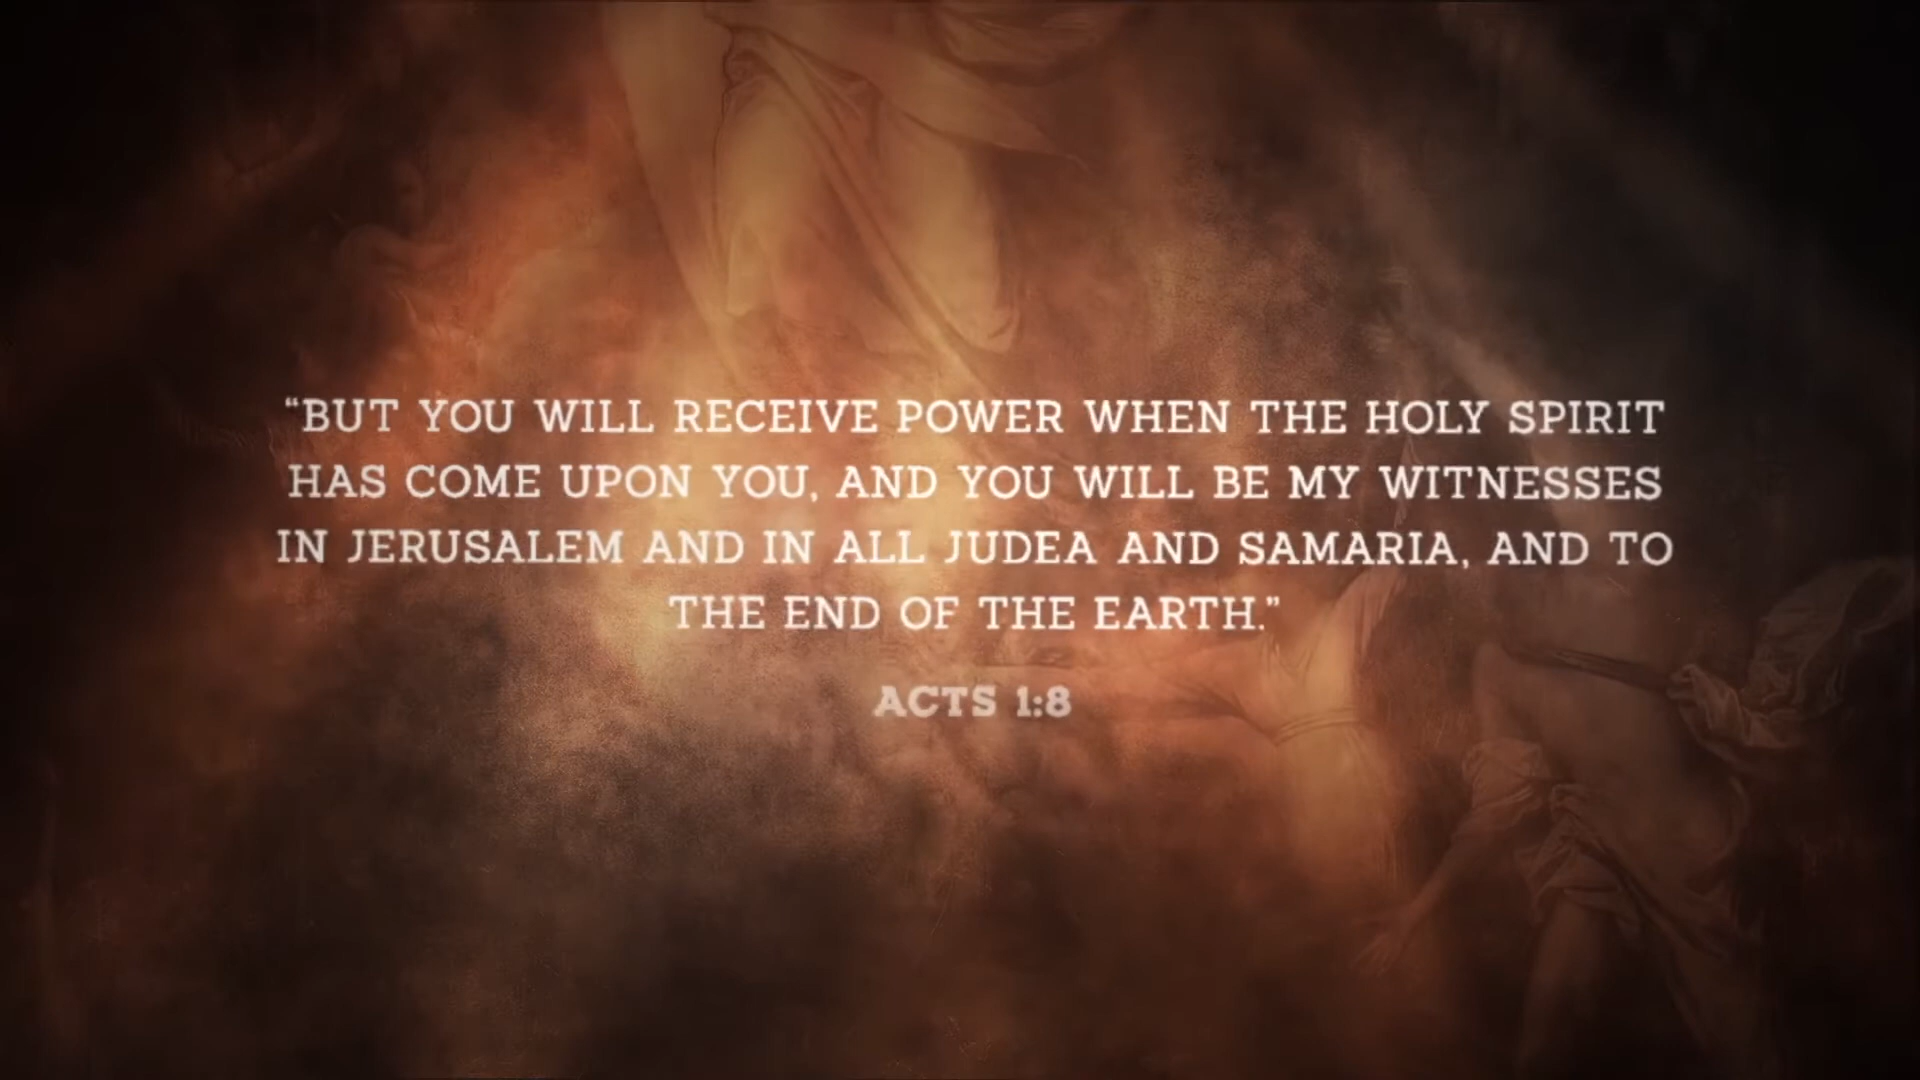 “BUT YOU WILL RECEIVE POWER WHEN THE HOLY SPIRIT
HAS COME UPON YOU, AND YOU WILL BE MY WITNESSES
IN JERUSALEM AND IN ALL JUDEA AND SAMARIA, AND TO
THE END OF THE EARTH.”
ACTS 1:8